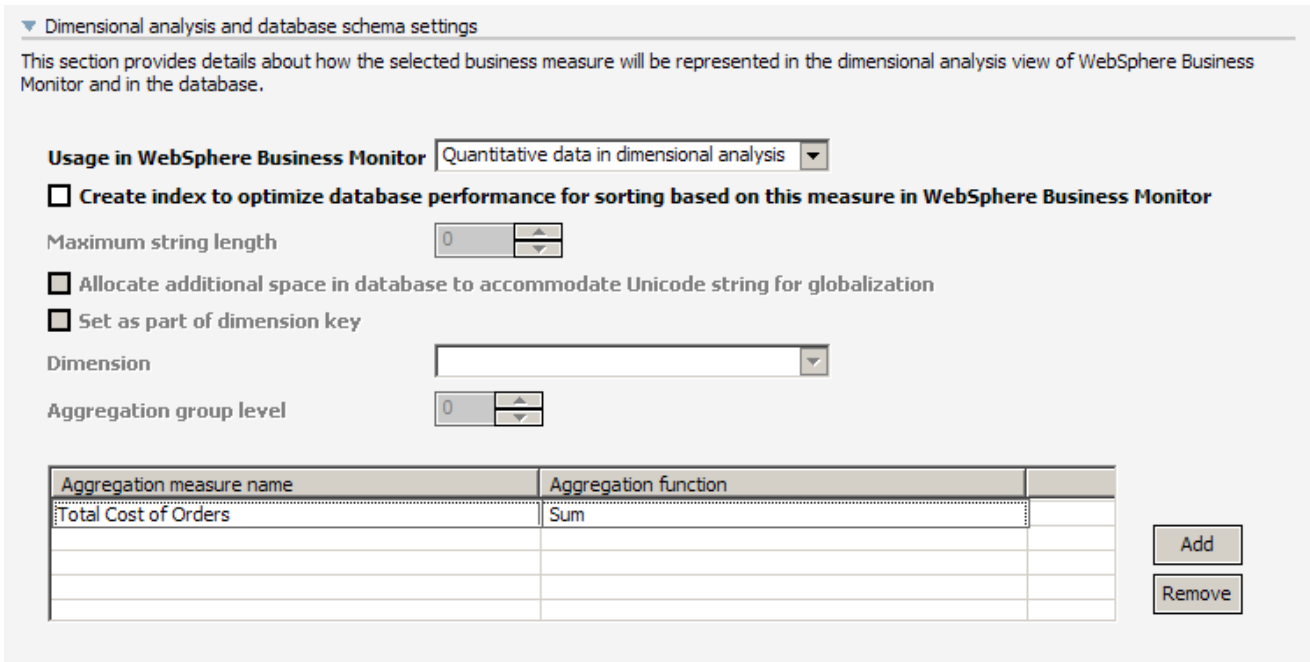 Dimensional analysis and database schema settings
This section provides details about how the selected business measure will be represented in the dimensional analysis view of WebSphere Business
Monitor and in the database.
Usage in WebSphere Business Monitor Quantitative data in dimensional analysis
Create index to optimize database performance for sorting based on this measure in WebSphere Business Monitor
Maximum string length 0
Allocate additional space in database to accommodate Unicode string for globalization
Set as part of dimension key
Dimension
Aggregation group level 0
Aggregation measure name Aggregation function
Total Cost of Orders Sum
Add
Remove